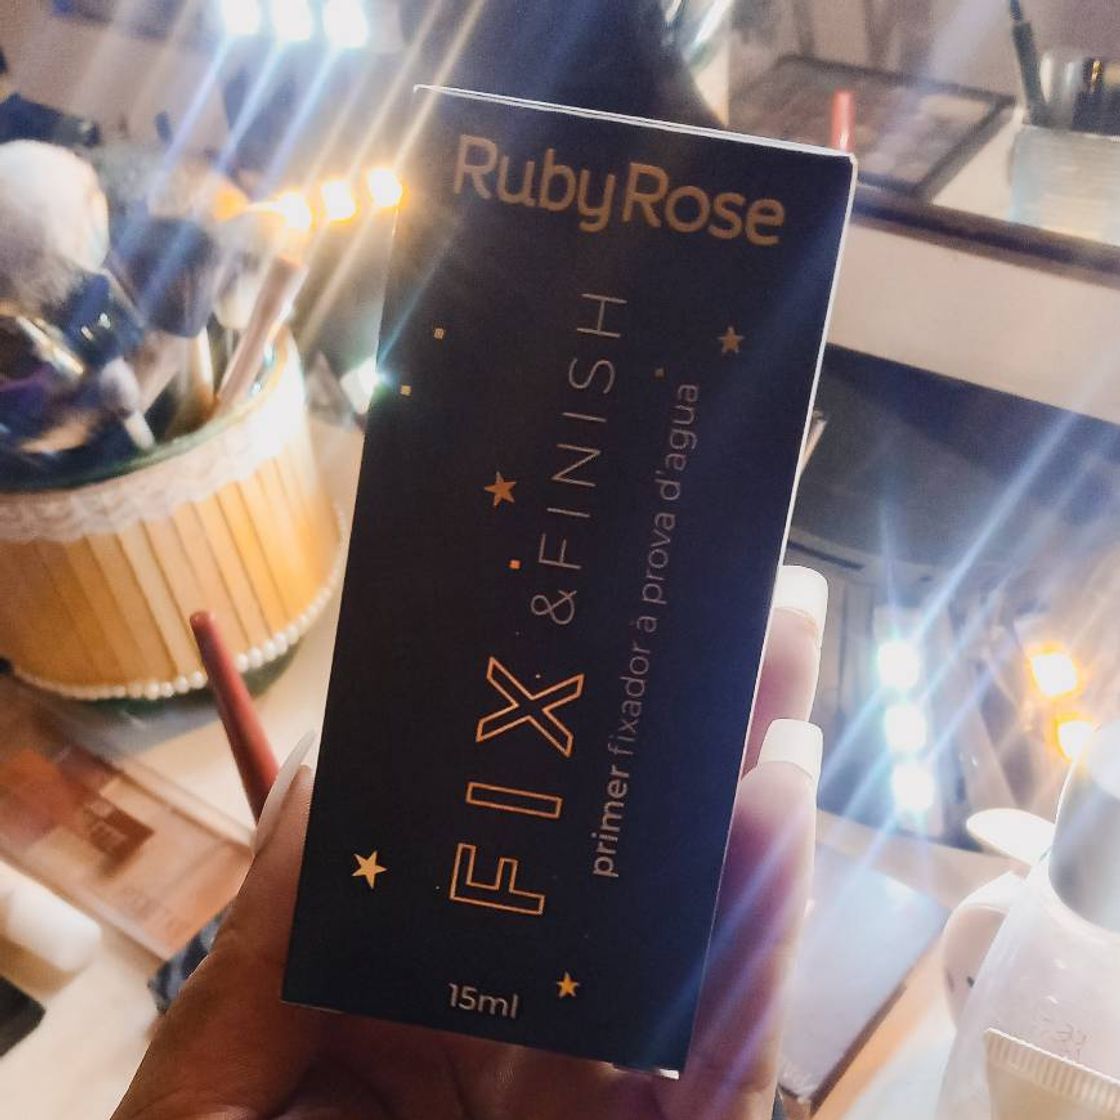 RubyRose
FIX &FINISH
primer fixador à prova d'agua
15ml